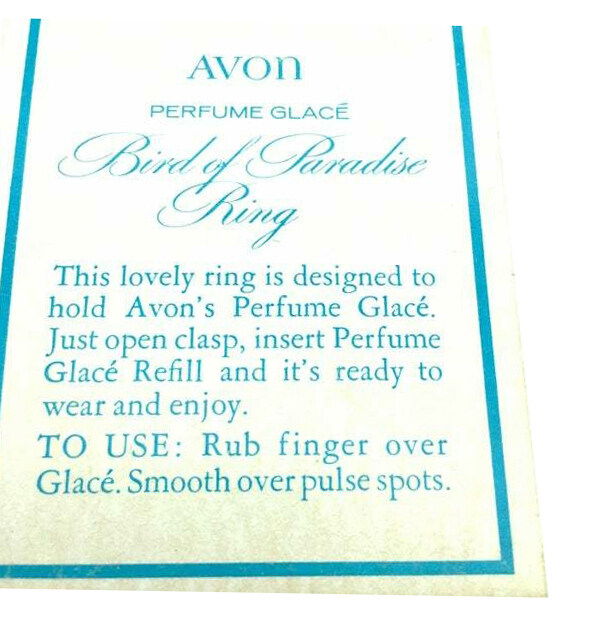 AVON
PERFUME GLACÉ
Bird of Paradise
Ring
This lovely ring is designed to
hold Avon's Perfume Glacé.
Just open clasp, insert Perfume
Glacé Refill and it's ready to
wear and enjoy.
TO USE: Rub finger over
Glacé. Smooth over pulse spots.